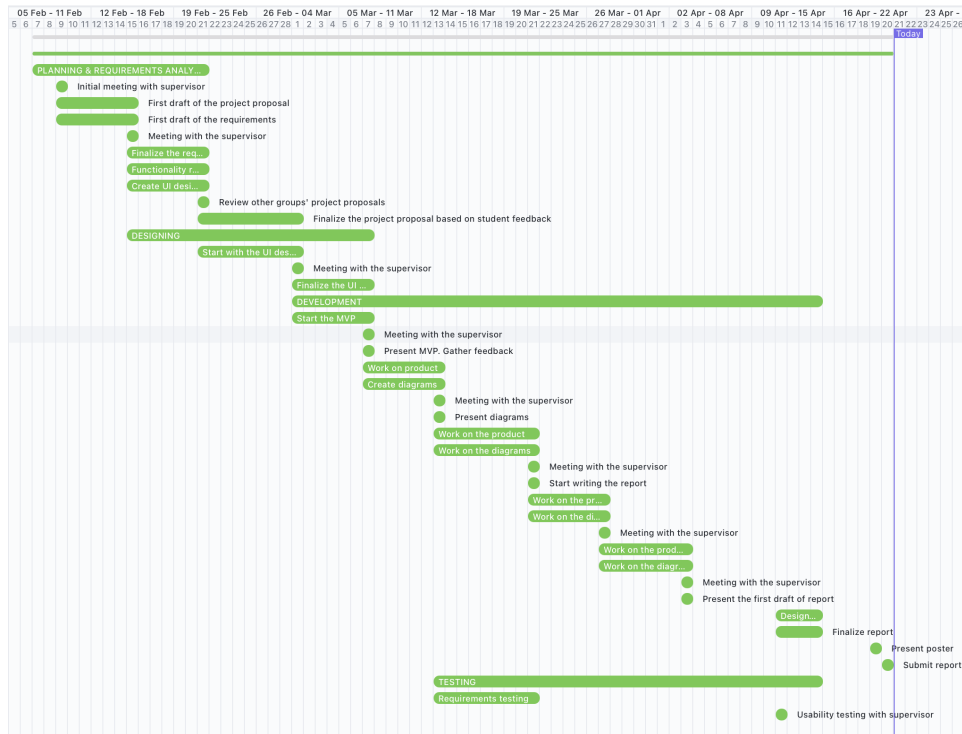 05 Feb - 11 Feb 12 Feb - 18 Feb 19 Feb - 25 Feb 26 Feb - 04 Mar 05 Mar - 11 Mar 12 Mar - 18 Mar 19 Mar - 25 Mar 26 Mar - 01 Apr 02 Apr - 08 Apr 09 Apr - 15 Apr 16 Apr - 22 Apr 23 Apr -
5 6 7 8 9 10 11 12 13 14 15 16 17 18 19 20 21 22 23 24 25 26 27 28 1 2 3 4 5 6 7 8 9 10 11 12 13 14 15 16 17 18 19 20 21 22 23 24 25 26 27 28 29 30 31 1 2 3 4 5 6 7 8 9 10 11 12 13 14 15 16 17 18 19 20 21 22 23 24 25 26
Today
PLANNING & REQUIREMENTS ANALY...
Initial meeting with supervisor
First draft of the project proposal
First draft of the requirements
Meeting with the supervisor
Finalize the req...
Functionality r...
Create UI desi...
Review other groups' project proposals
Finalize the project proposal based on student feedback
DESIGNING
Start with the UI des...
Meeting with the supervisor
Finalize the UI ...
DEVELOPMENT
Start the MVP
Meeting with the supervisor
Present MVP. Gather feedback
Work on product
Create diagrams
Meeting with the supervisor
Present diagrams
Work on the product
Work on the diagrams
Meeting with the supervisor
Start writing the report
Work on the pr...
Work on the di...
Meeting with the supervisor
Work on the prod...
Work on the diagr...
Meeting with the supervisor
Present the first draft of report
Design...
Finalize report
Present poster
Submit report
TESTING
Requirements testing
Usability testing with supervisor